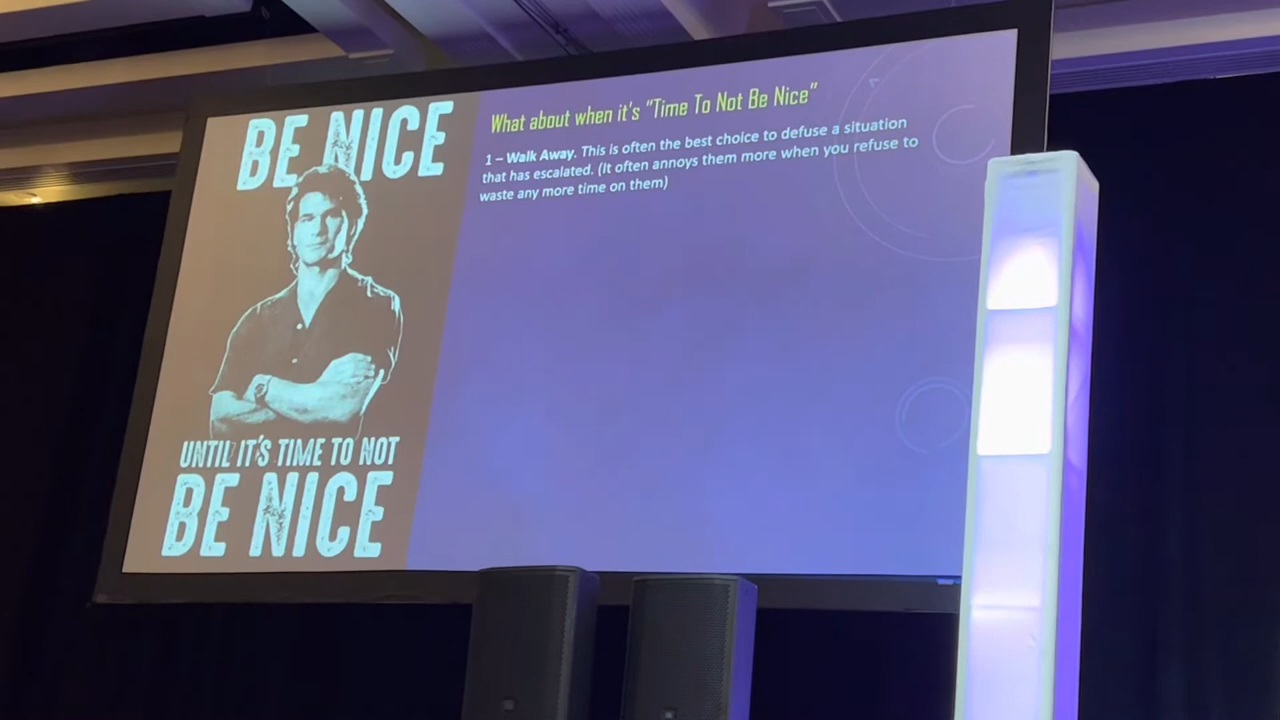 BE NICE
UNTIL IT'S TIME TO NOT
BE NICE
What about when it's “Time To Not Be Nice”
1 – Walk Away. This is often the best choice to defuse a situation
that has escalated. (It often annoys them more when you refuse to
waste any more time on them)